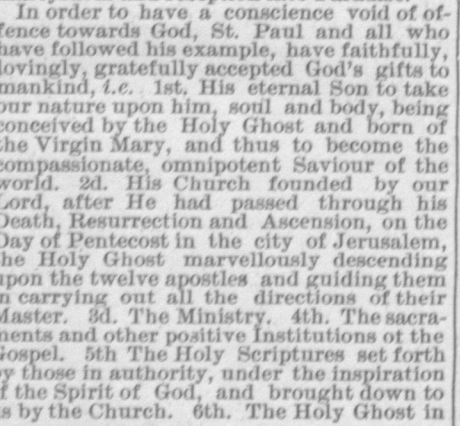 In order to have a conscience void of of-
fence towards God, St. Paul and all who
have followed his example, have faithfully,
lovingly, gratefully accepted God's gifts to
mankind, i.e. 1st. His eternal Son to take
our nature upon him, soul and body, being
conceived by the Holy Ghost and born of
the Virgin Mary, and thus to become the
compassionate, omnipotent Saviour of the
world. 2d. His Church founded by our
Lord, after He had passed through his
Death, Resurrection and Ascension, on the
Day of Pentecost in the city of Jerusalem,
the Holy Ghost marvellously descending
upon the twelve apostles and guiding them
in carrying out all the directions of their
Master. 3d. The Ministry. 4th. The sacra-
ments and other positive Institutions of the
Gospel. 5th The Holy Scriptures set forth
by those in authority, under the inspiration
of the Spirit of God, and brought down to
us by the Church. 6th. The Holy Ghost in